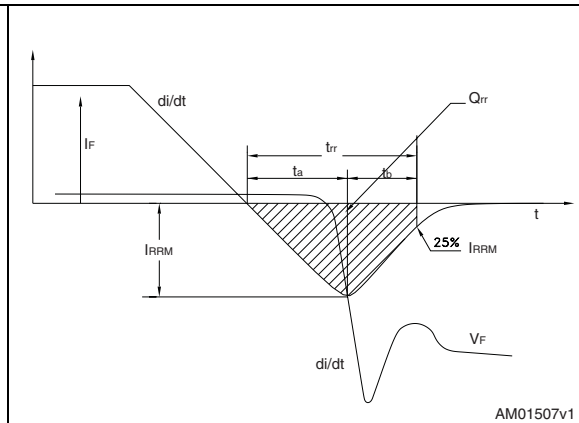 di/dt
Qrr
IF
trr
ta
tb
t
IRRM
25% IRRM
di/dt
VF
AM01507v1